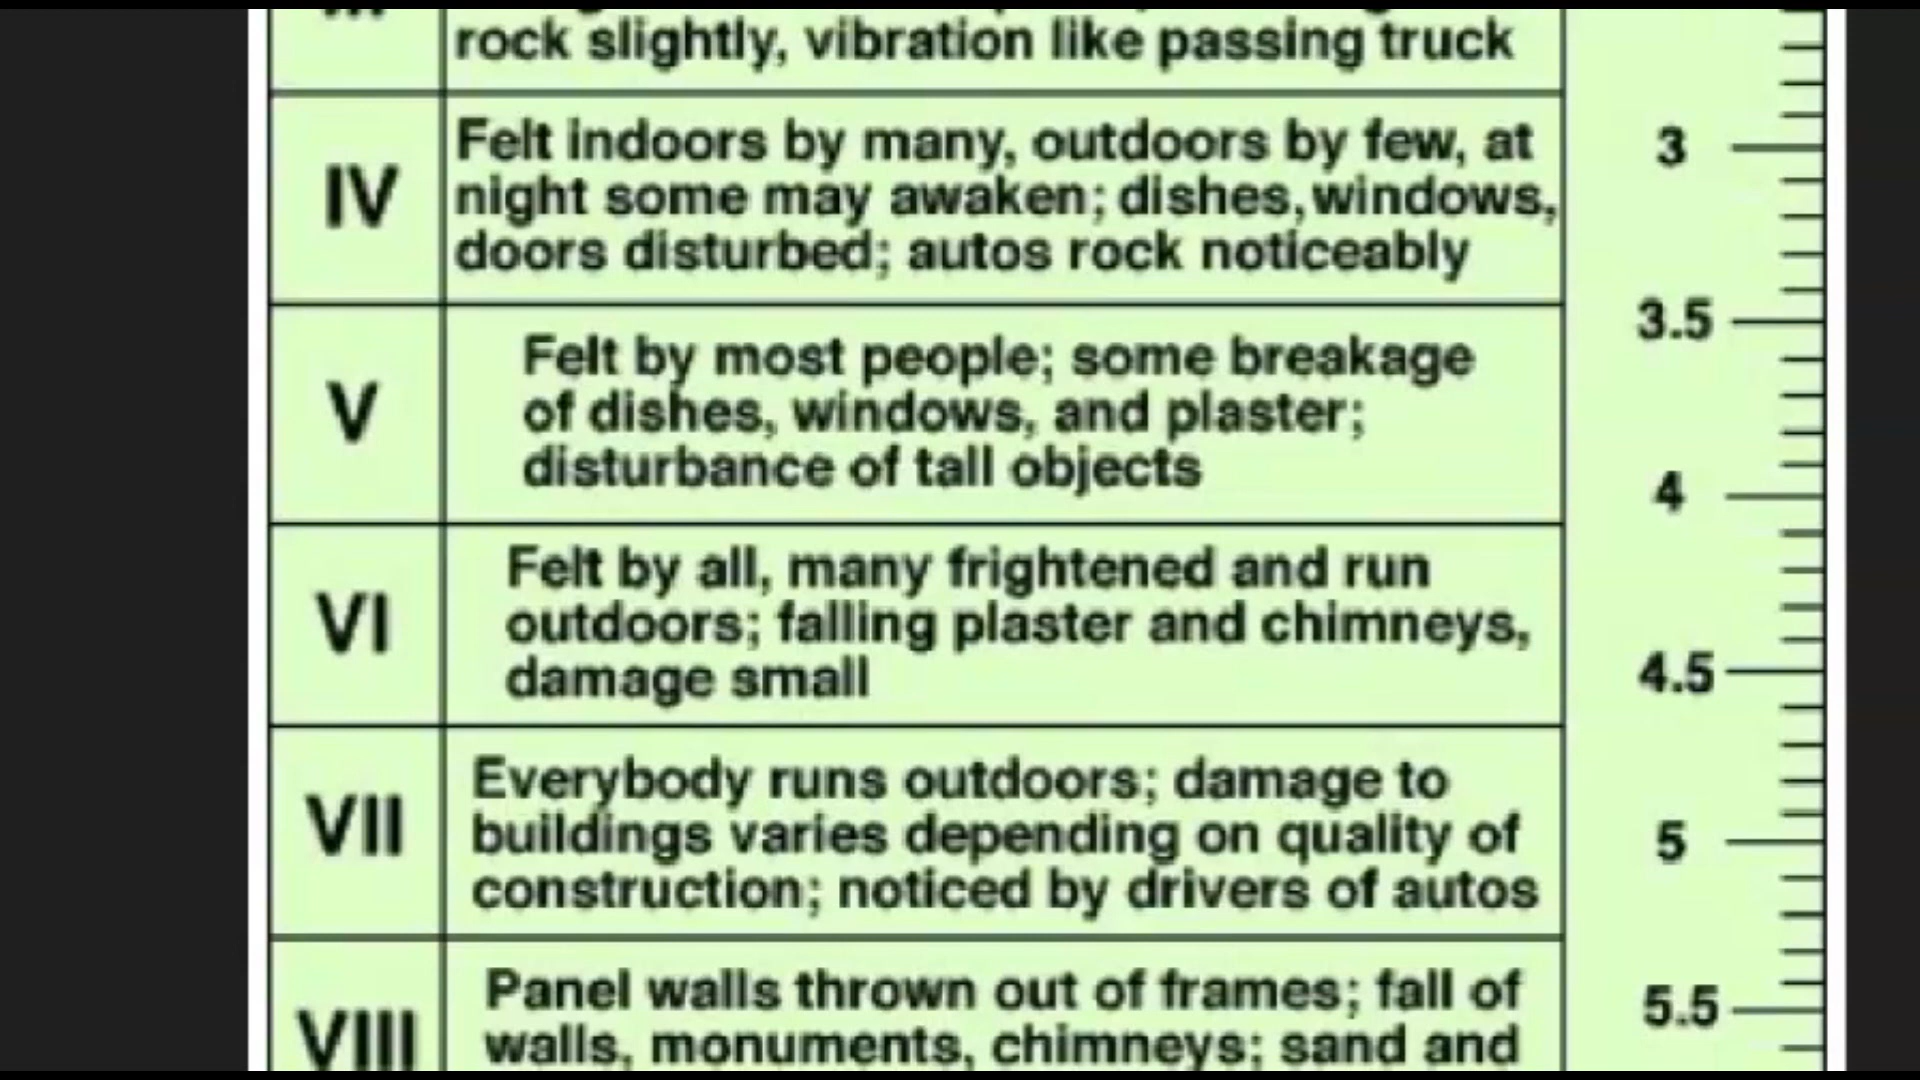 rock slightly, vibration like passing truck
IV
Felt indoors by many, outdoors by few, at
night some may awaken; dishes, windows,
doors disturbed; autos rock noticeably
V
Felt by most people; some breakage
of dishes, windows, and plaster;
disturbance of tall objects
VI
Felt by all, many frightened and run
outdoors; falling plaster and chimneys,
damage small
VII
Everybody runs outdoors; damage to
buildings varies depending on quality of
construction; noticed by drivers of autos
VIII
Panel walls thrown out of frames; fall of
walls, monuments, chimneys; sand and
3
3.5
4
4.5
5
5.5